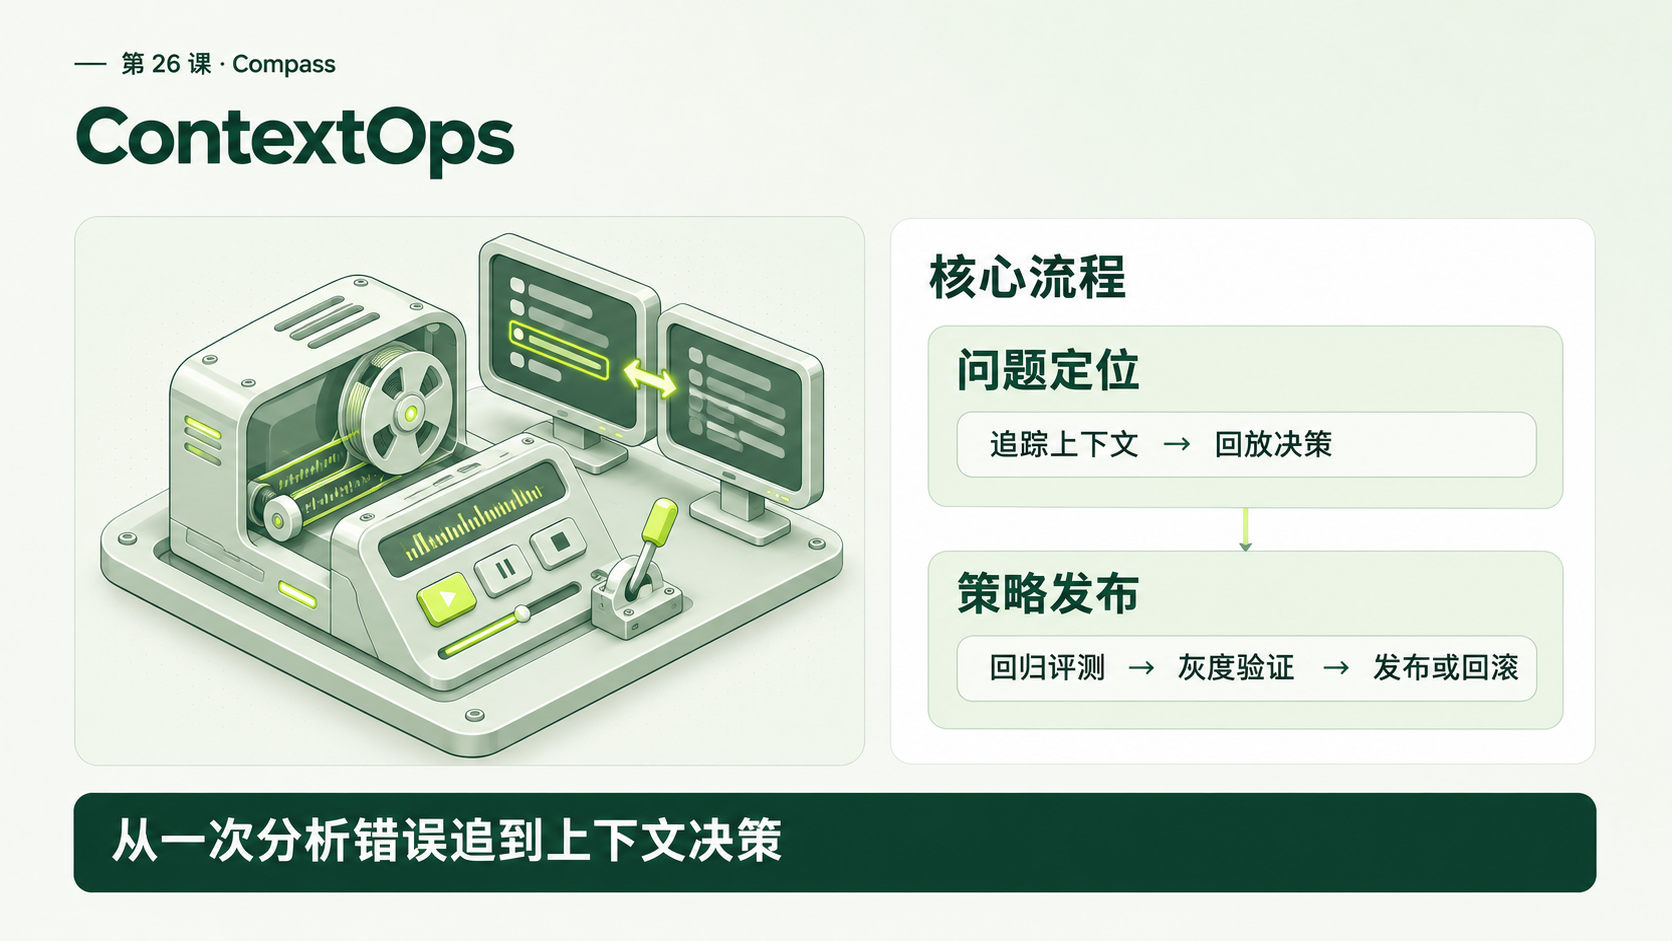 — 第 26 课 · Compass
ContextOps
核心流程
问题定位
追踪上下文 → 回放决策
策略发布
回归评测 → 灰度验证 → 发布或回滚
从一次分析错误追到上下文决策